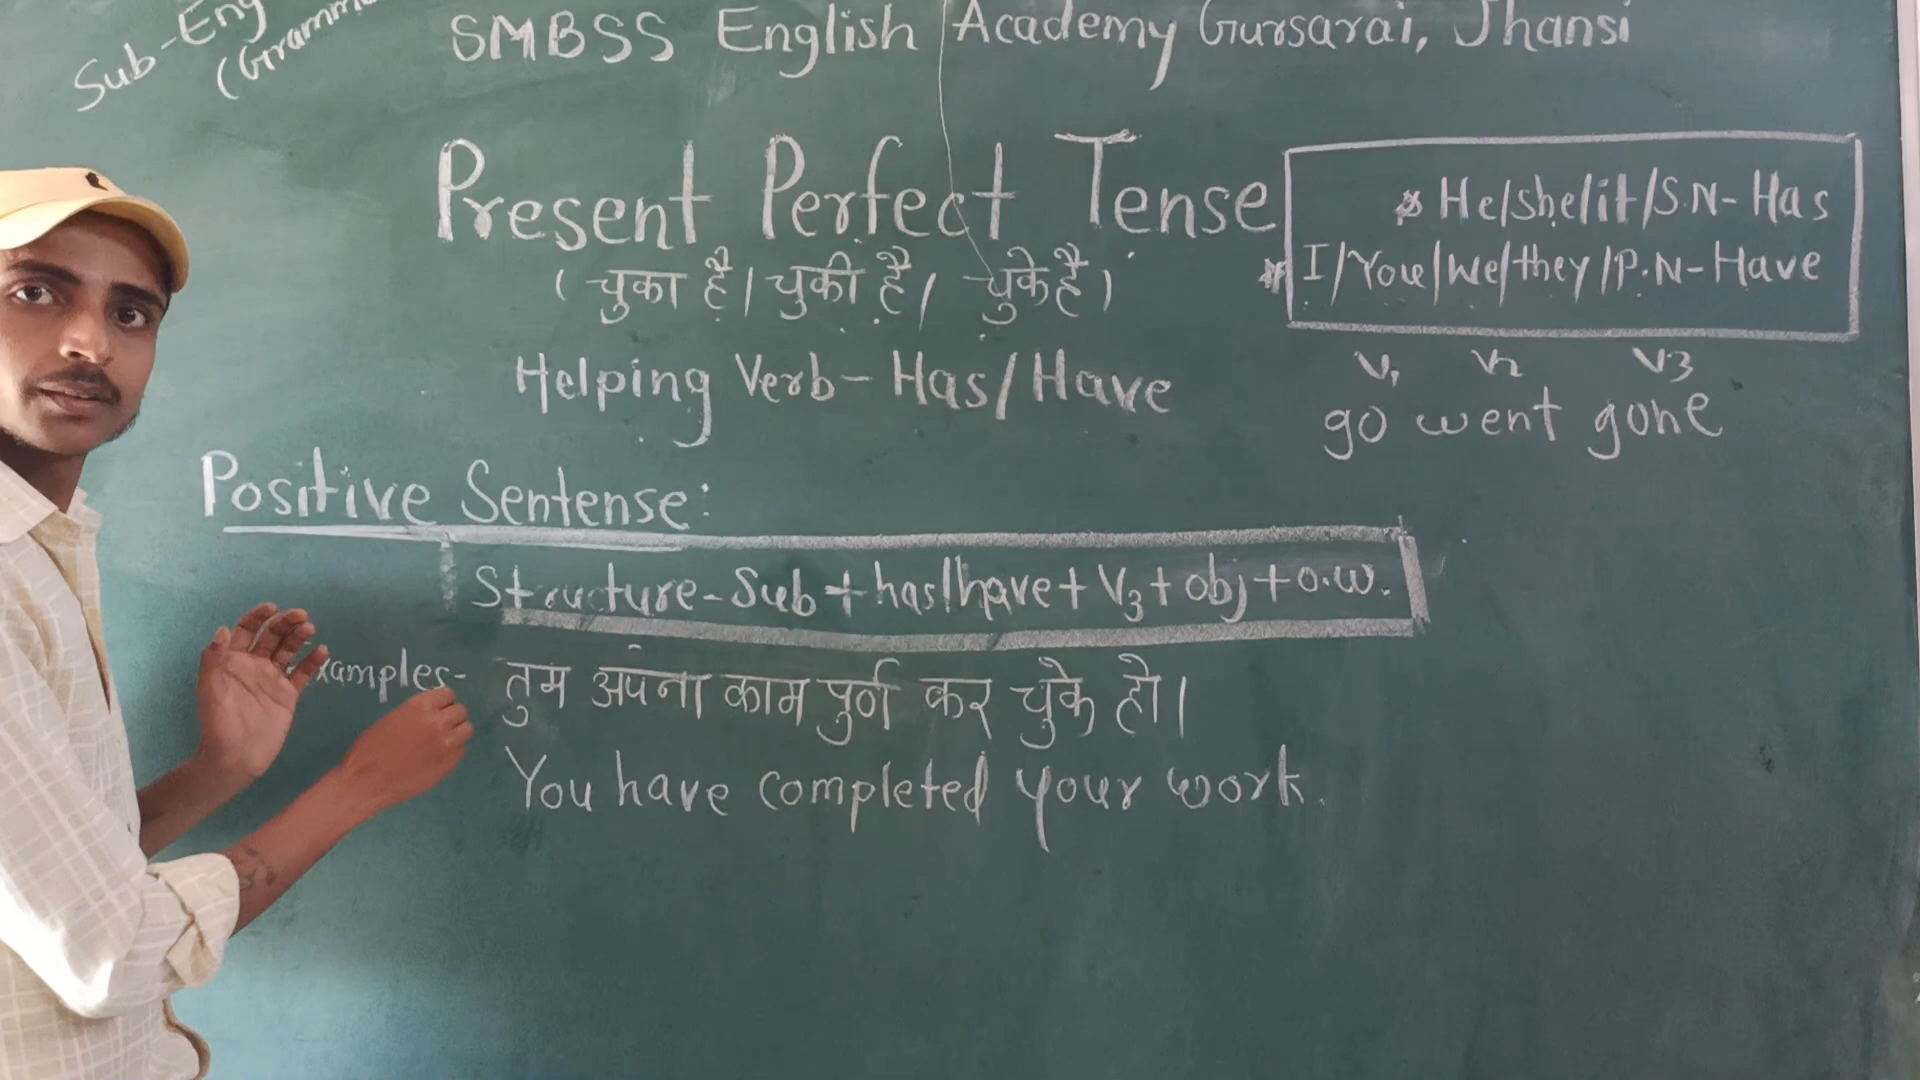 Sub-Eng
(Gramm
SMBSS English Academy Gursarai, Jhansi
Present Perfect Tense
(चुका है। चुकी है। चुके है।)
Helping Verb-Has/Have
* He/she/it/S.N-Has
* I/You/we/they/P.N-Have
V1 V2 V3
go went gone
Positive Sentense:
Structure-Sub+has/have+V3+obj+o.w.
xamples- तुम अपना काम पुर्ण कर चुके हो।
You have completed your work.